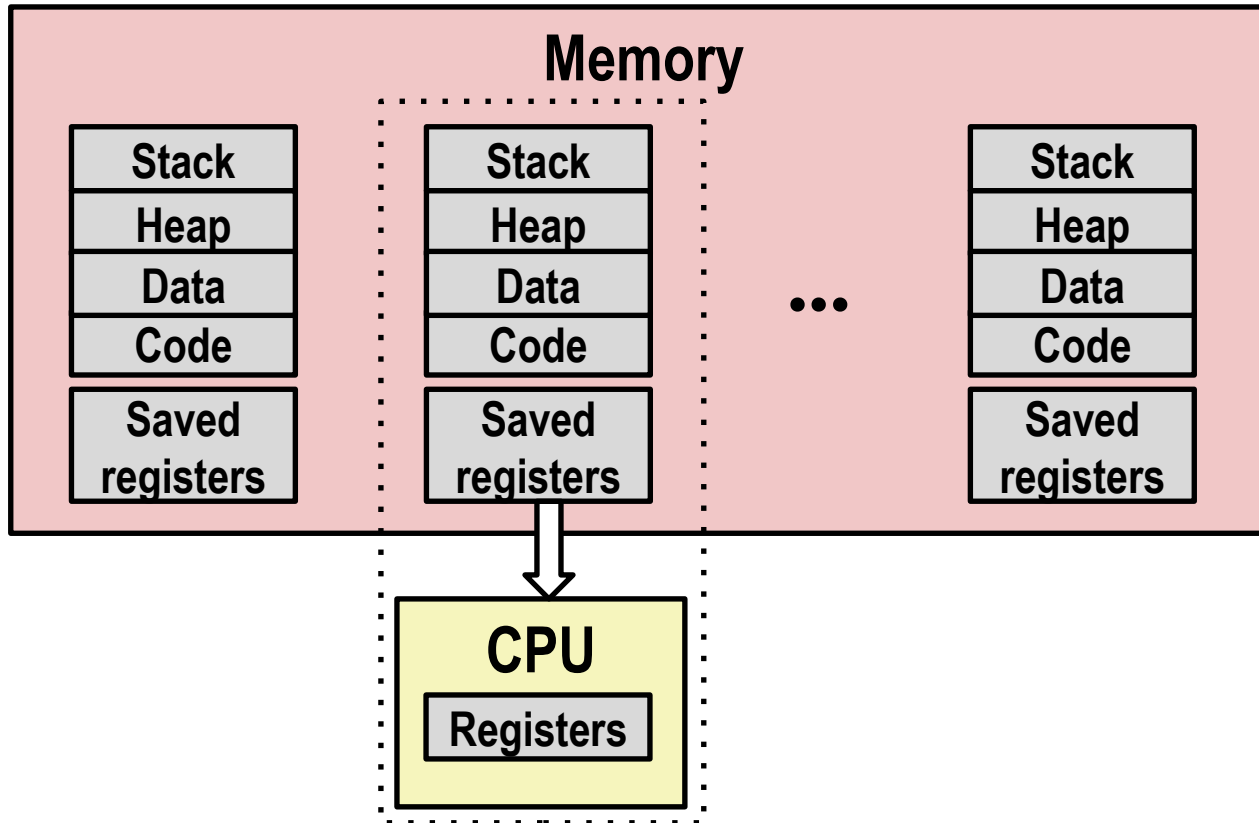 Memory
Stack
Heap
Data
Code
Saved
registers
Stack
Heap
Data
Code
Saved
registers
...
Stack
Heap
Data
Code
Saved
registers
CPU
Registers